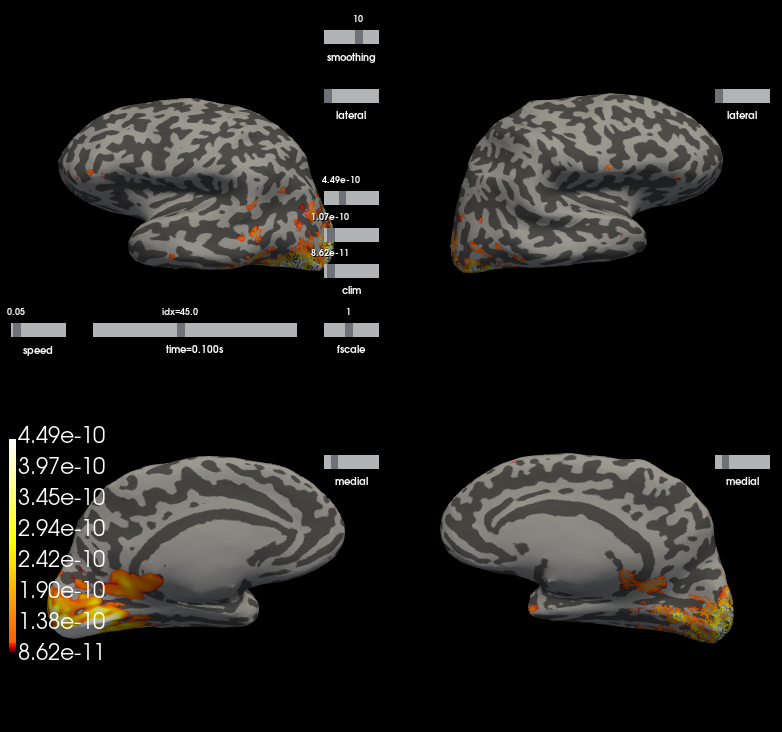 10
smoothing
lateral
lateral
4.49e-10
1.07e-10
8.62e-11
clim
0.05
idx=45.0
1
speed
time=0.100s
fscale
4.49e-10
3.97e-10
3.45e-10
2.94e-10
2.42e-10
1.90e-10
1.38e-10
8.62e-11
medial
medial